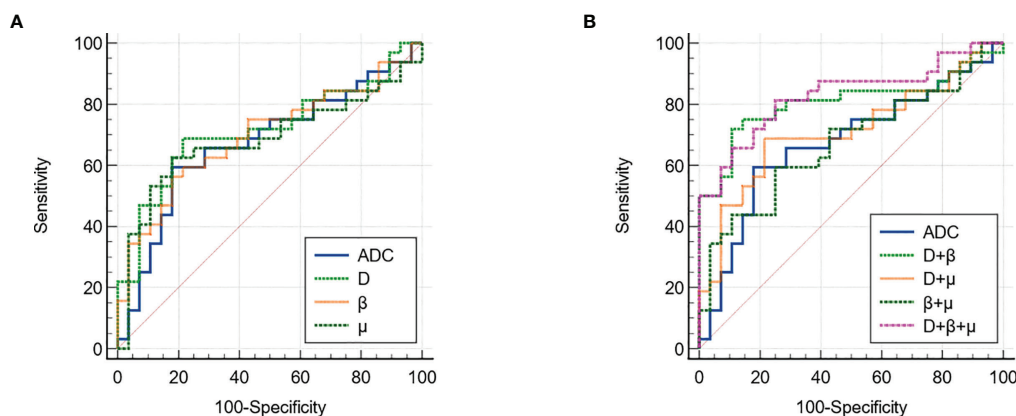 A
100
80
60
40
20
0
Sensitivity
ADC
D
β
μ
0 20 40 60 80 100
100-Specificity
B
100
80
60
40
20
0
Sensitivity
ADC
D+β
D+μ
β+μ
D+β+μ
0 20 40 60 80 100
100-Specificity